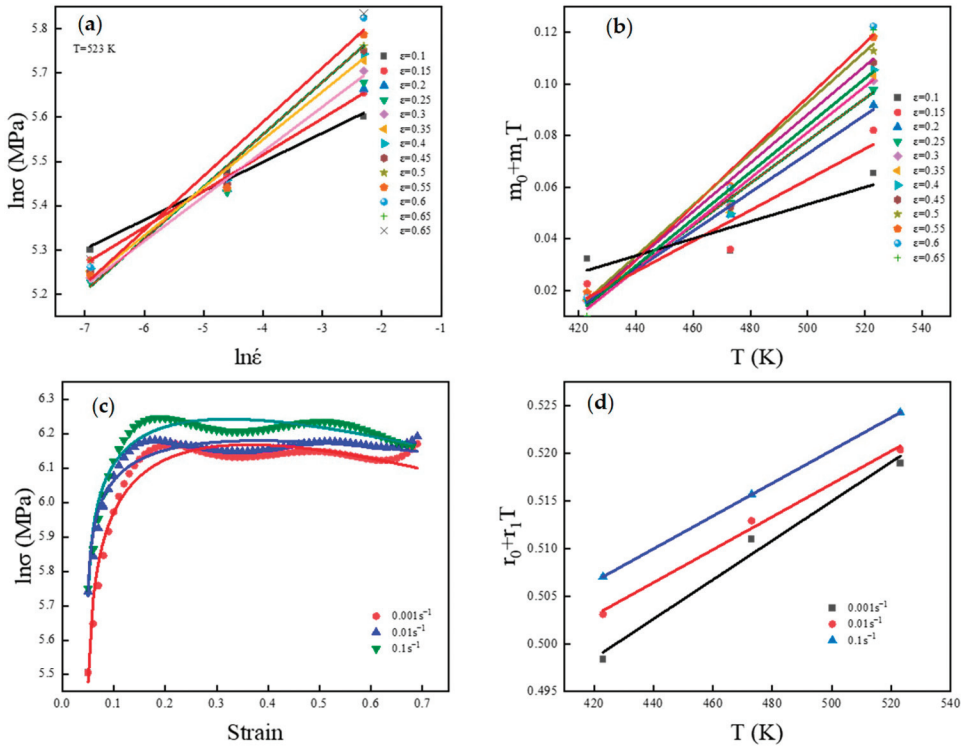 (a)
T=523 K
lnσ (MPa)
5.8
5.7
5.6
5.5
5.4
5.3
5.2
-7
-6
-5
-4
-3
-2
-1
lnέ
ε=0.1
ε=0.15
ε=0.2
ε=0.25
ε=0.3
ε=0.35
ε=0.4
ε=0.45
ε=0.5
ε=0.55
ε=0.6
ε=0.65
ε=0.65
(b)
m0+m1T
0.12
0.10
0.08
0.06
0.04
0.02
420
440
460
480
500
520
540
T (K)
ε=0.1
ε=0.15
ε=0.2
ε=0.25
ε=0.3
ε=0.35
ε=0.4
ε=0.45
ε=0.5
ε=0.55
ε=0.6
ε=0.65
(c)
lnσ (MPa)
6.3
6.2
6.1
6.0
5.9
5.8
5.7
5.6
5.5
0.0
0.1
0.2
0.3
0.4
0.5
0.6
0.7
Strain
0.001s⁻¹
0.01s⁻¹
0.1s⁻¹
(d)
r0+r1T
0.525
0.520
0.515
0.510
0.505
0.500
0.495
420
440
460
480
500
520
540
T (K)
0.001s⁻¹
0.01s⁻¹
0.1s⁻¹